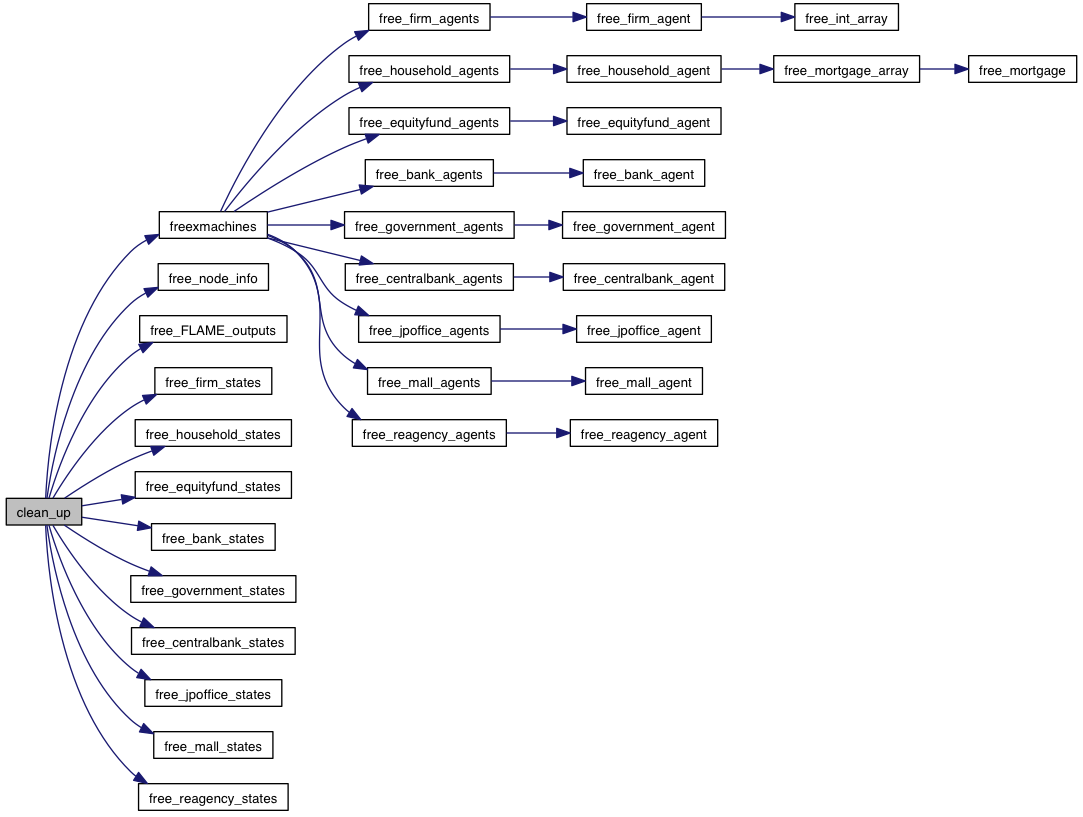 free_firm_agents
free_firm_agent
free_int_array
free_household_agents
free_household_agent
free_mortgage_array
free_mortgage
free_equityfund_agents
free_equityfund_agent
free_bank_agents
free_bank_agent
freexmachines
free_government_agents
free_government_agent
free_node_info
free_centralbank_agents
free_centralbank_agent
free_FLAME_outputs
free_jpoffice_agents
free_jpoffice_agent
free_firm_states
free_mall_agents
free_mall_agent
free_household_states
free_reagency_agents
free_reagency_agent
free_equityfund_states
clean_up
free_bank_states
free_government_states
free_centralbank_states
free_jpoffice_states
free_mall_states
free_reagency_states